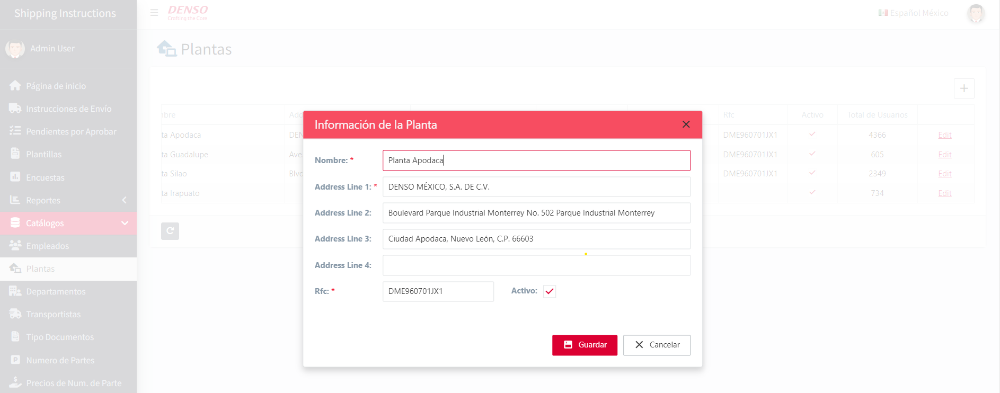 Shipping Instructions
DENSO
Crafting the Core
Español México
Admin User
Plantas
Página de inicio
Instrucciones de Envío
Pendientes por Aprobar
Plantillas
Encuestas
Reportes
Catálogos
Empleados
Plantas
Departamentos
Transportistas
Tipo Documentos
Numero de Partes
Precios de Num. de Parte
bre Add Rfc Activo Total de Usuarios
ta Apodaca DEN DME960701JX1 4366 Edit
ta Guadalupe Ave DME960701JX1 605 Edit
ta Silao Blvd DME960701JX1 2349 Edit
ta Irapuato 734 Edit
Información de la Planta
Nombre: * Planta Apodaca
Address Line 1: * DENSO MÉXICO, S.A. DE C.V.
Address Line 2: Boulevard Parque Industrial Monterrey No. 502 Parque Industrial Monterrey
Address Line 3: Ciudad Apodaca, Nuevo León, C.P. 66603
Address Line 4:
Rfc: * DME960701JX1 Activo:
Guardar Cancelar